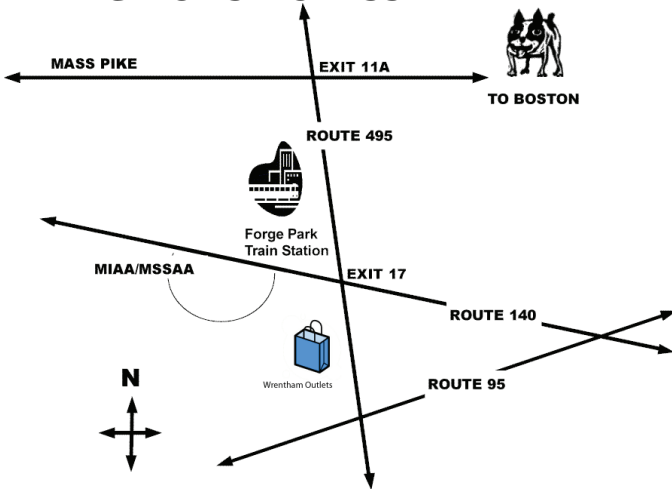 MASS PIKE
EXIT 11A
TO BOSTON
ROUTE 495
Forge Park
Train Station
MIAA/MSSAA
EXIT 17
ROUTE 140
Wrentham Outlets
ROUTE 95
N